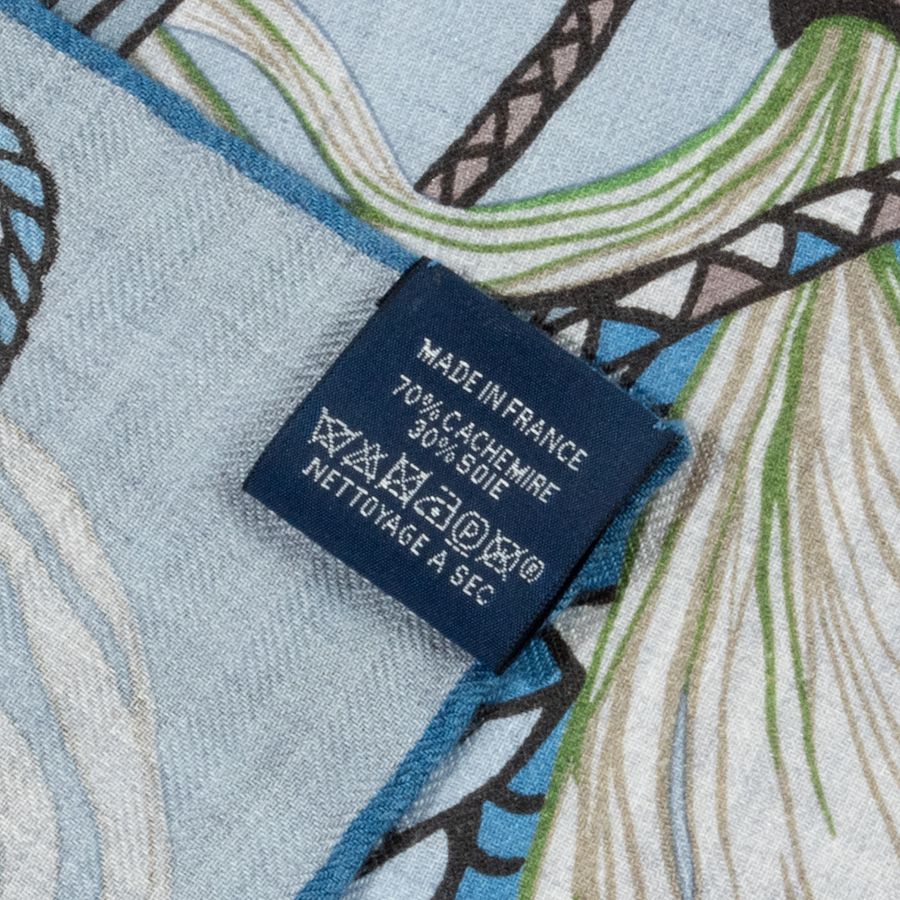 MADE IN FRANCE
70% CACHEMIRE
30% SOIE
P ®
NETTOYAGE A SEC